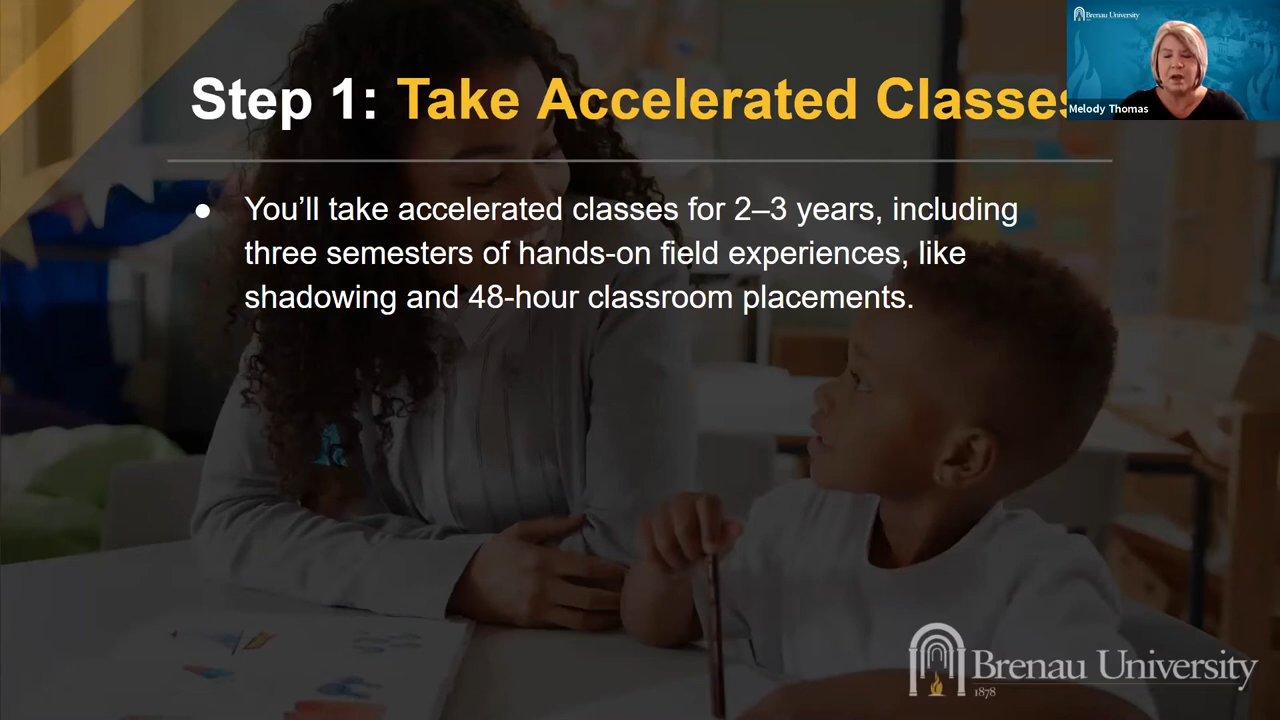 Brenau University
Melody Thomas
Step 1: Take Accelerated Classes
● You’ll take accelerated classes for 2–3 years, including
three semesters of hands-on field experiences, like
shadowing and 48-hour classroom placements.
Brenau University
1878